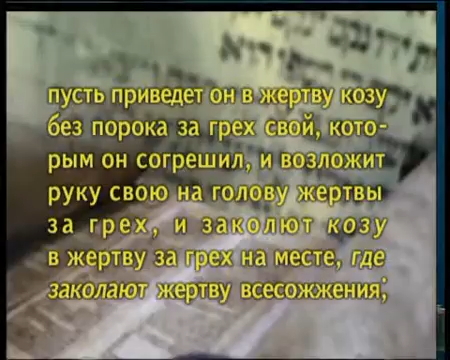 пусть приведет он в жертву козу
без порока за грех свой, кото-
рым он согрешил, и возложит
руку свою на голову жертвы
за грех, и заколют козу
в жертву за грех на месте, где
заколают жертву всесожжения;